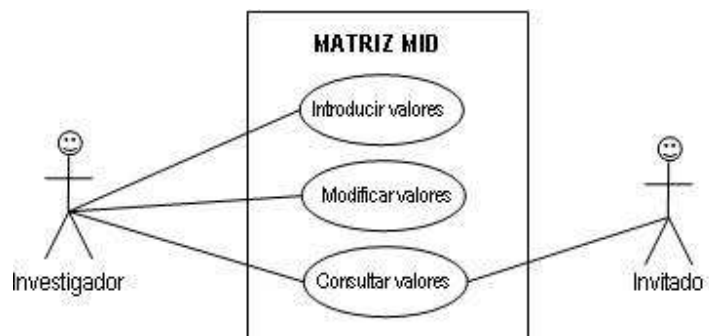 MATRIZ MID
Introducir valores
Modificar valores
Consultar valores
Investigador
Invitado